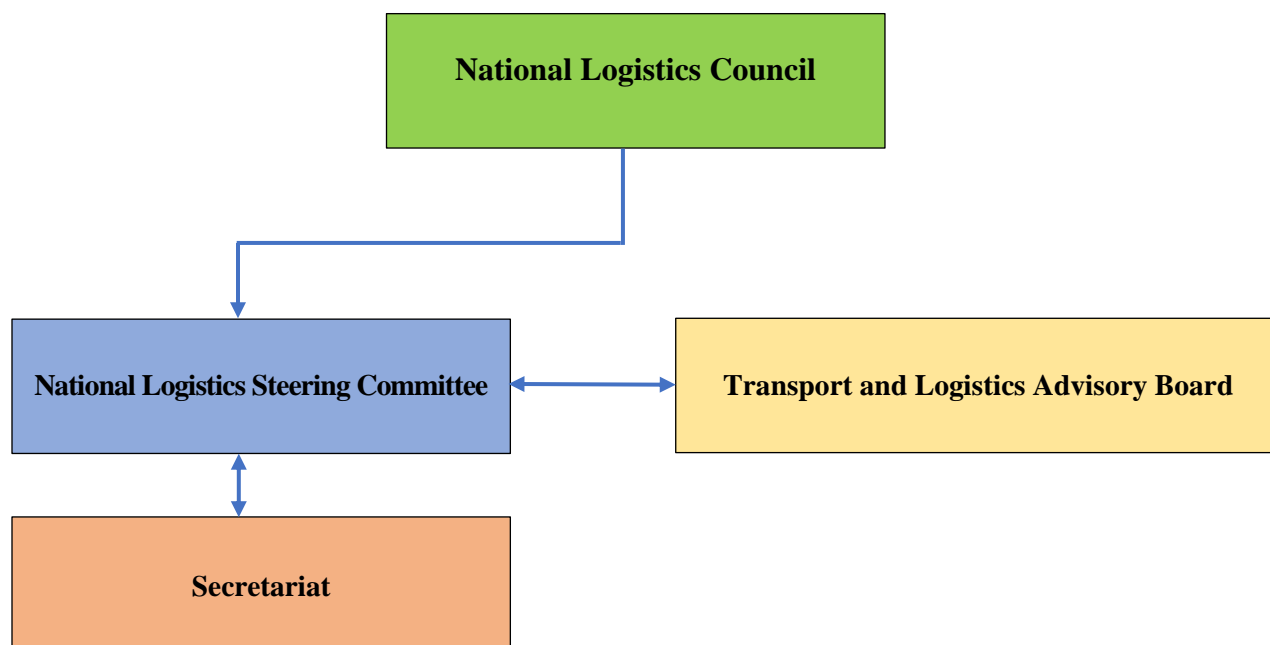 National Logistics Council
National Logistics Steering Committee
Transport and Logistics Advisory Board
Secretariat